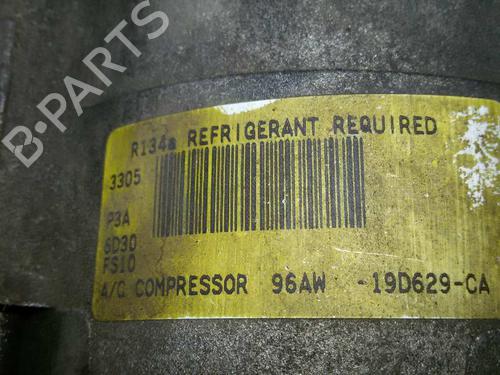 R134a REFRIGERANT REQUIRED
3305
P3A
6D30
FS10
A/C COMPRESSOR 96AW -19D629-CA
B-PARTS